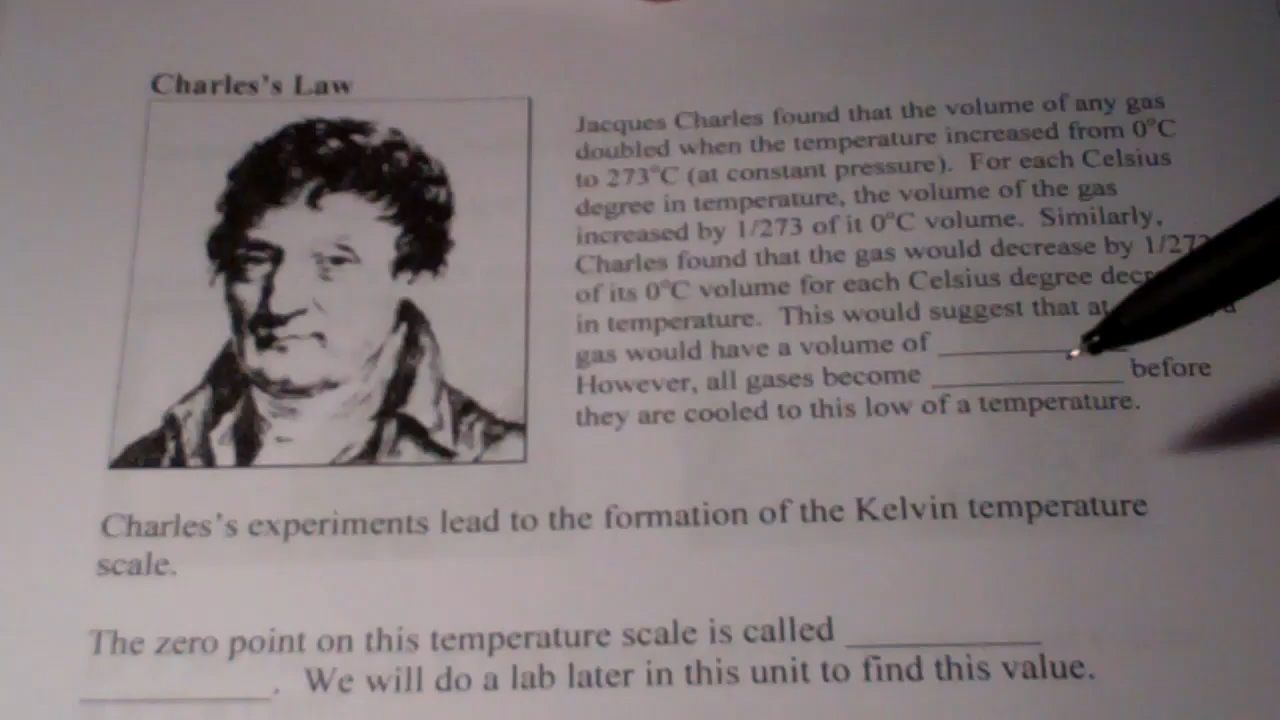 Charles's Law
Jacques Charles found that the volume of any gas
doubled when the temperature increased from 0°C
to 273°C (at constant pressure). For each Celsius
degree in temperature, the volume of the gas
increased by 1/273 of it 0°C volume. Similarly,
Charles found that the gas would decrease by
of its 0°C volume for each Celsius degree
in temperature. This would suggest that at
gas would have a volume of ____________
However, all gases become ____________ before
they are cooled to this low of a temperature.
Charles's experiments lead to the formation of the Kelvin temperature
scale.
The zero point on this temperature scale is called ____________
____________. We will do a lab later in this unit to find this value.